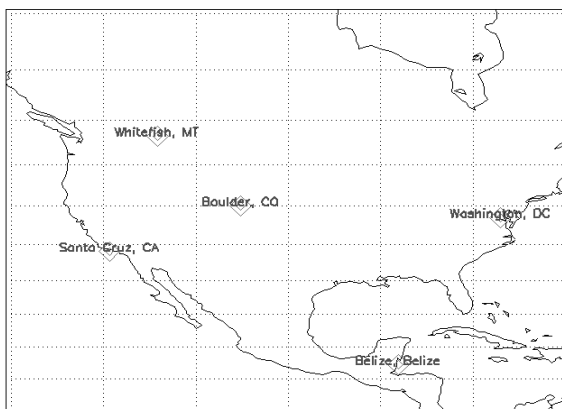 Whitefish, MT
Boulder, CO
Washington, DC
Santa Cruz, CA
Belize, Belize